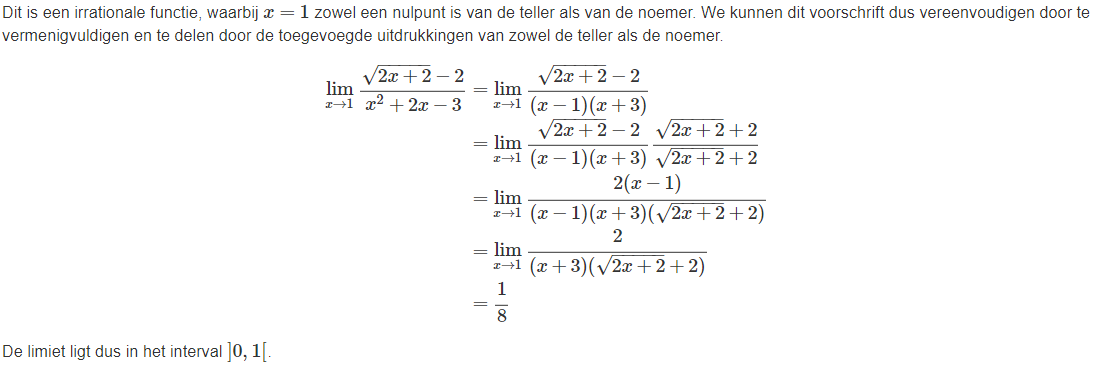 Dit is een irrationale functie, waarbij $x = 1$ zowel een nulpunt is van de teller als van de noemer. We kunnen dit voorschrift dus vereenvoudigen door te
vermenigvuldigen en te delen door de toegevoegde uitdrukkingen van zowel de teller als de noemer.
$\lim_{x \to 1} \frac{\sqrt{2x+2}-2}{x^2+2x-3} = \lim_{x \to 1} \frac{\sqrt{2x+2}-2}{(x-1)(x+3)}$
$= \lim_{x \to 1} \frac{\sqrt{2x+2}-2}{(x-1)(x+3)} \frac{\sqrt{2x+2}+2}{\sqrt{2x+2}+2}$
$= \lim_{x \to 1} \frac{2(x-1)}{(x-1)(x+3)(\sqrt{2x+2}+2)}$
$= \lim_{x \to 1} \frac{2}{(x+3)(\sqrt{2x+2}+2)}$
$= \frac{1}{8}$
De limiet ligt dus in het interval $]0,1[$.